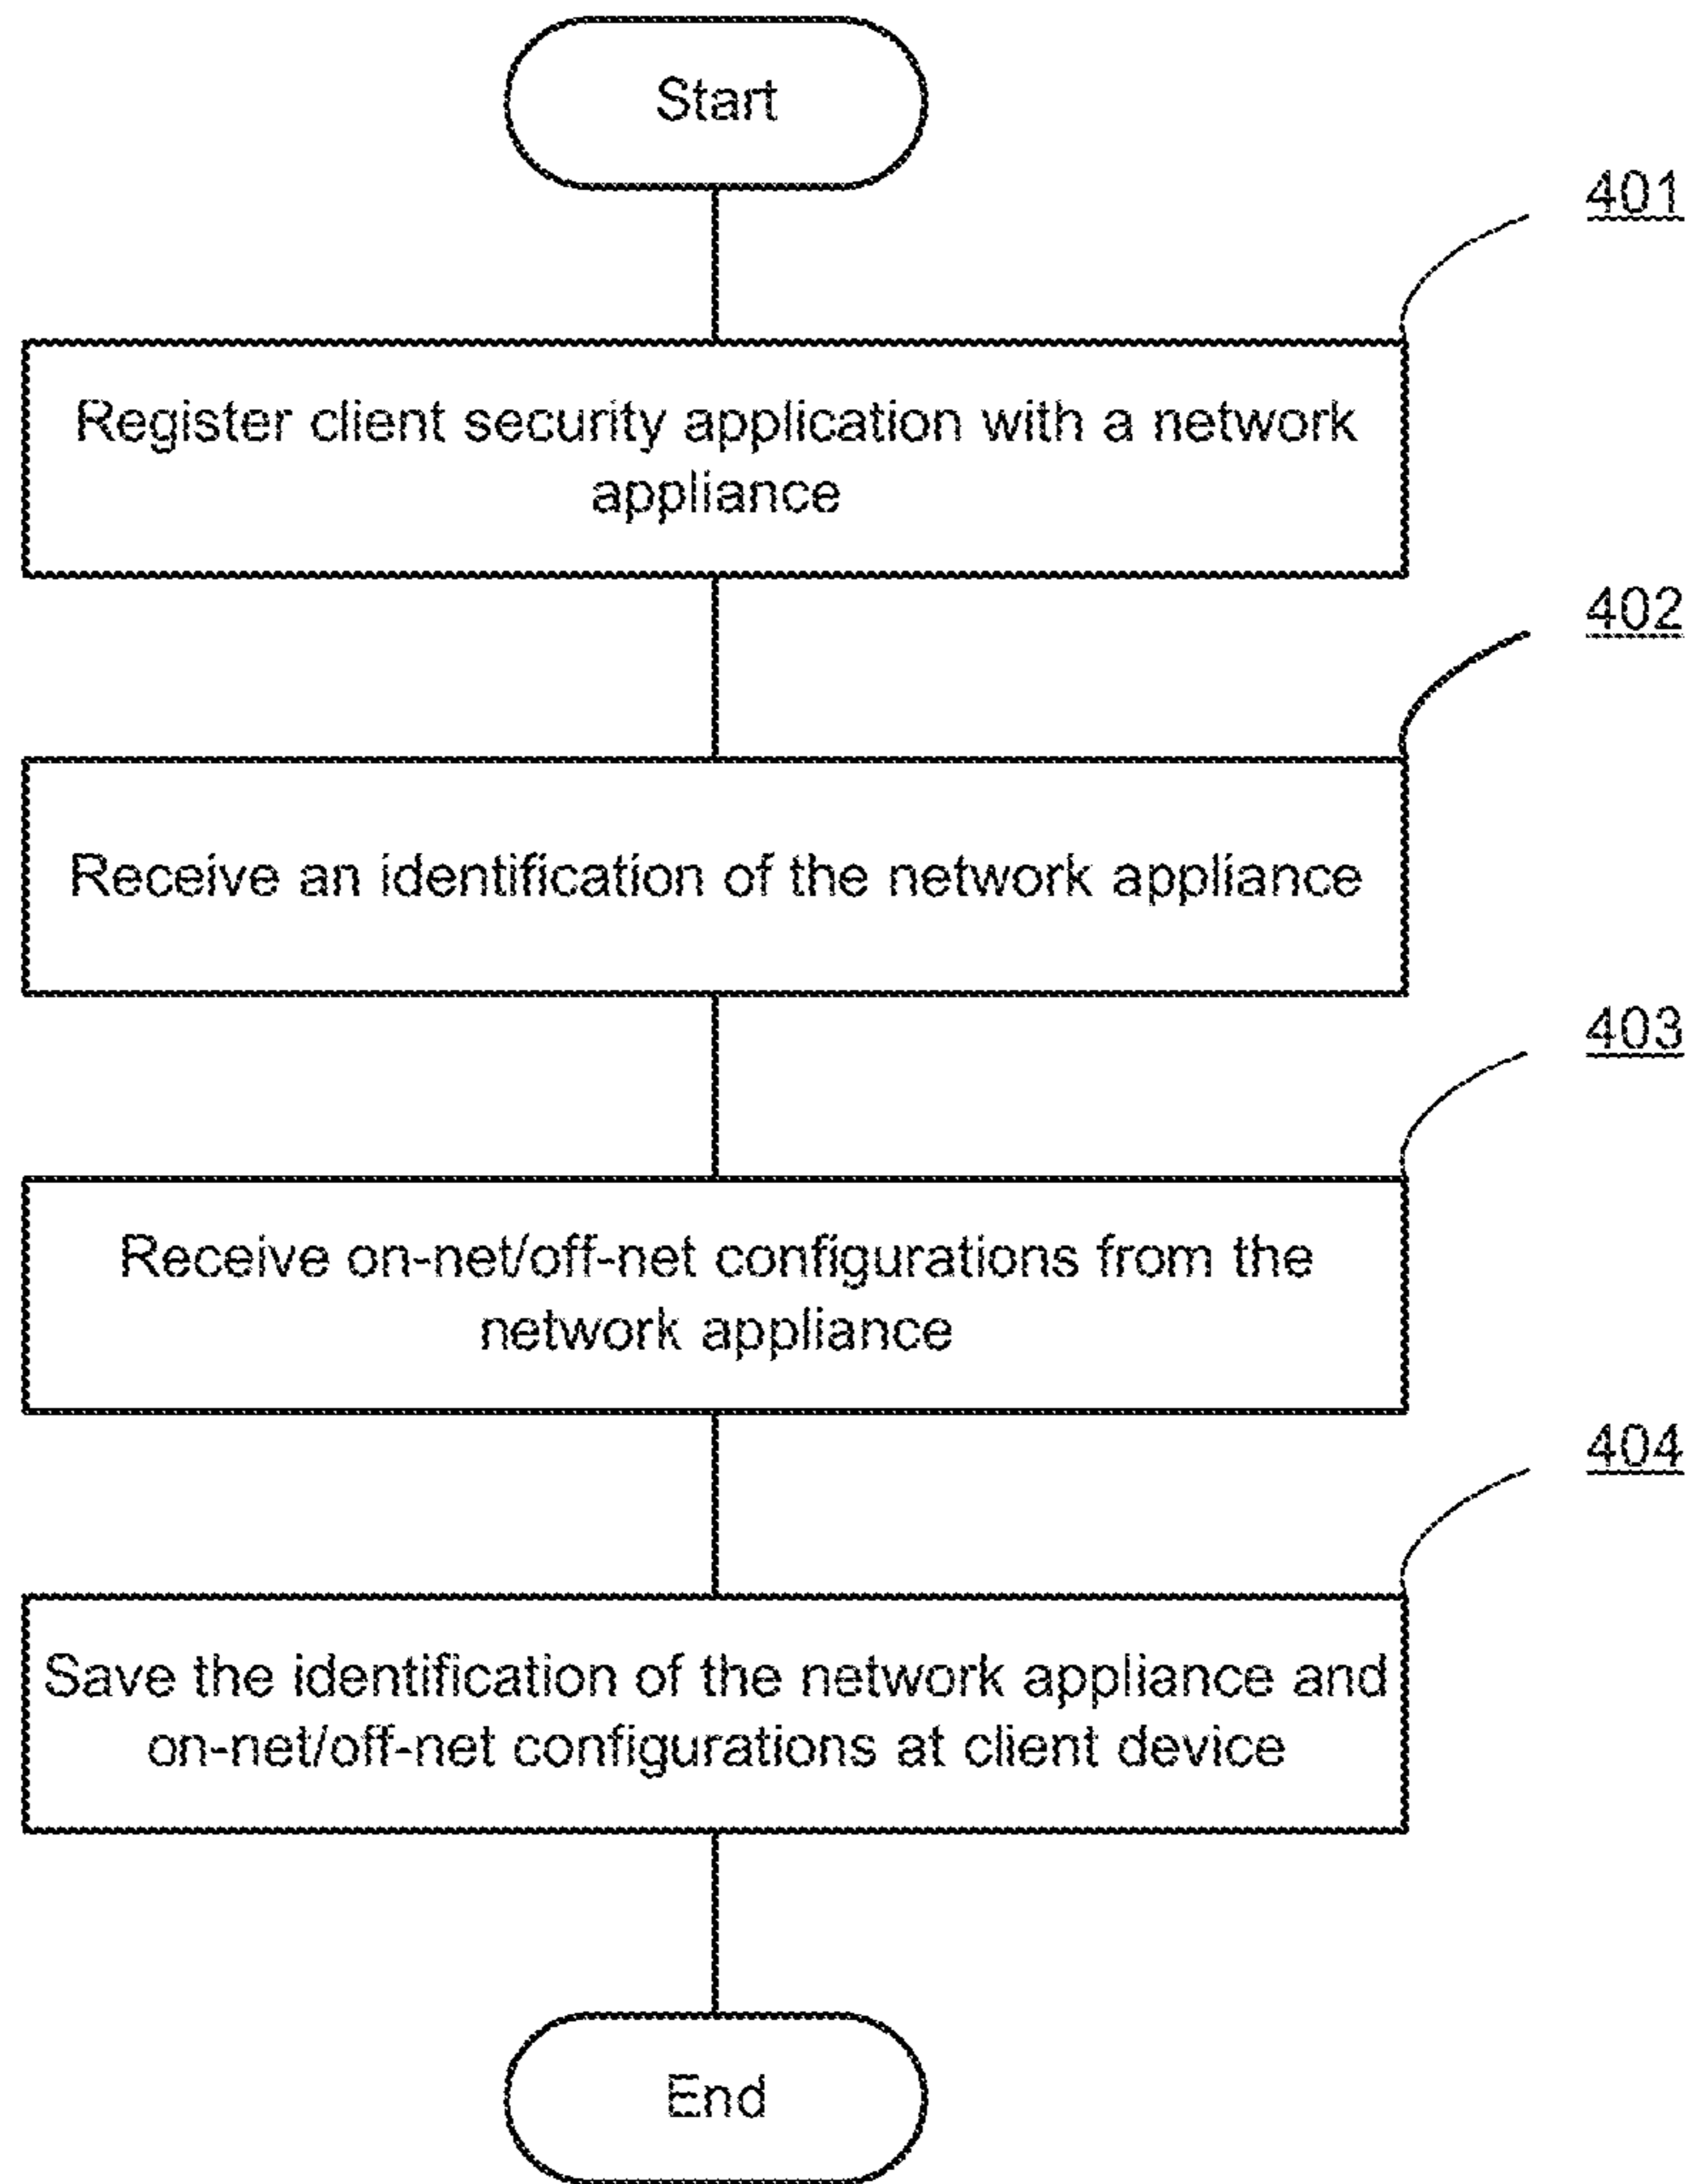 Start
401
Register client security application with a network
appliance
402
Receive an identification of the network appliance
403
Receive on-net/off-net configurations from the
network appliance
404
Save the identification of the network appliance and
on-net/off-net configurations at client device
End